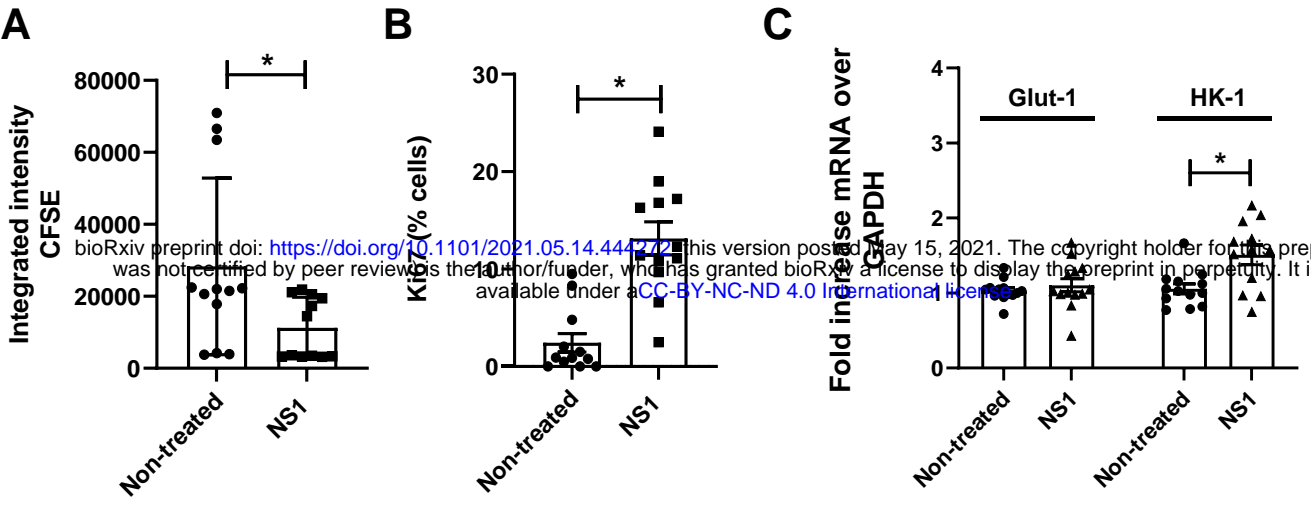 A
Integrated intensity
CFSE
80000
60000
40000
20000
0
*
Non-treated
NS1
B
Ki67 (% cells)
30
20
10
0
*
Non-treated
NS1
C
Fold increase mRNA over
GAPDH
4
3
2
1
0
Glut-1
HK-1
*
Non-treated
NS1
Non-treated
NS1
bioRxiv preprint doi: https://doi.org/10.1101/2021.05.14.444272; this version posted May 15, 2021. The copyright holder for this prep
was not certified by peer review) is the author/funder, who has granted bioRxiv a license to display the preprint in perpetuity. It i
available under aCC-BY-NC-ND 4.0 International license.